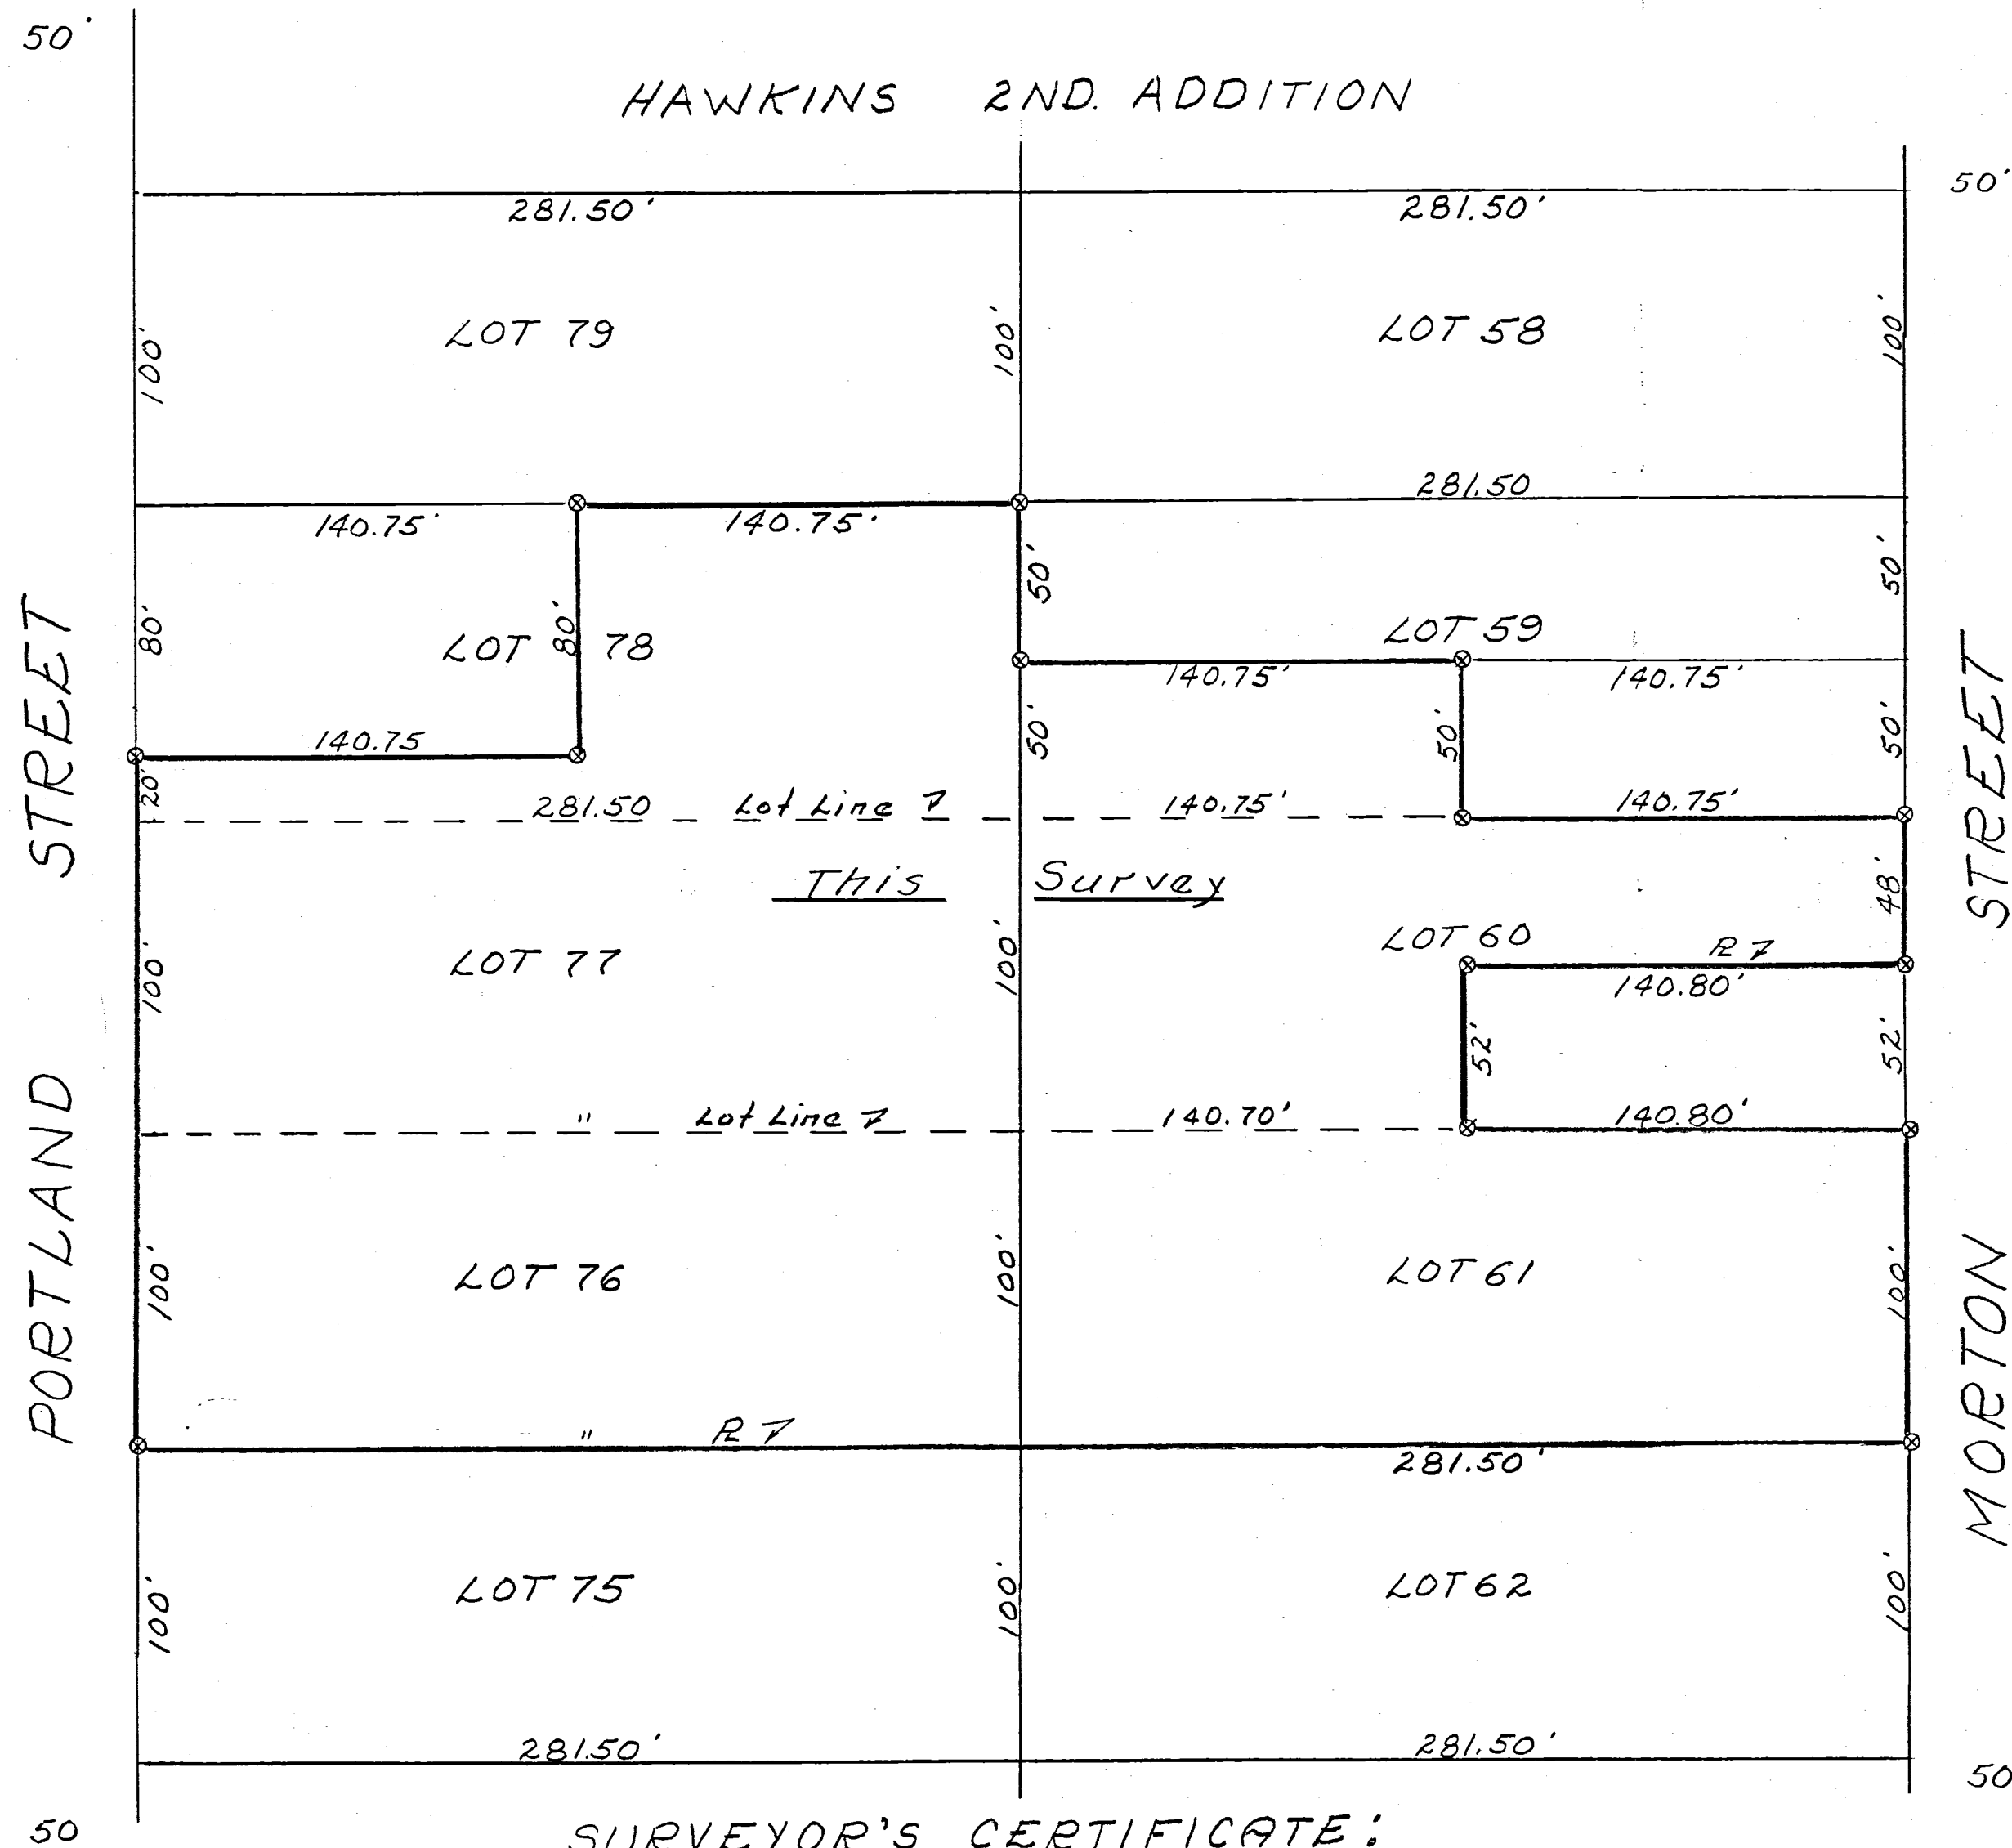 50'
HAWKINS 2ND. ADDITION
50'
281.50' 281.50'
LOT 79 LOT 58
100' 100' 100'
281.50
140.75' 140.75'
50' 50'
80' LOT 80' 78 LOT 59
140.75' 140.75'
140.75 50' 50' 50'
20' 281.50 Lot Line 140.75' 140.75'
This Survey
48'
LOT 77 100' 100' LOT 60 R
140.80'
52' 52'
" Lot Line 140.70' 140.80'
LOT 76 LOT 61
100' 100' 100'
" R
281.50'
LOT 75 LOT 62
100' 100' 100'
281.50' 281.50'
PORTLAND STREET
MORTON STREET
50
50
SURVEYOR'S CERTIFICATE: